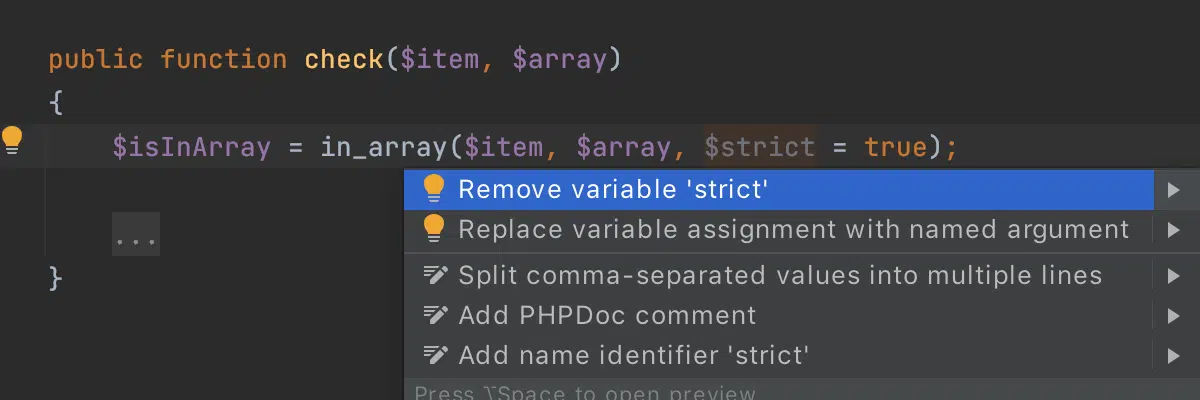 public function check($item, $array)
{
$isInArray = in_array($item, $array, $strict = true);
Remove variable 'strict'
Replace variable assignment with named argument
...
Split comma-separated values into multiple lines
}
Add PHPDoc comment
Add name identifier 'strict'
Press ⌥Space to open preview